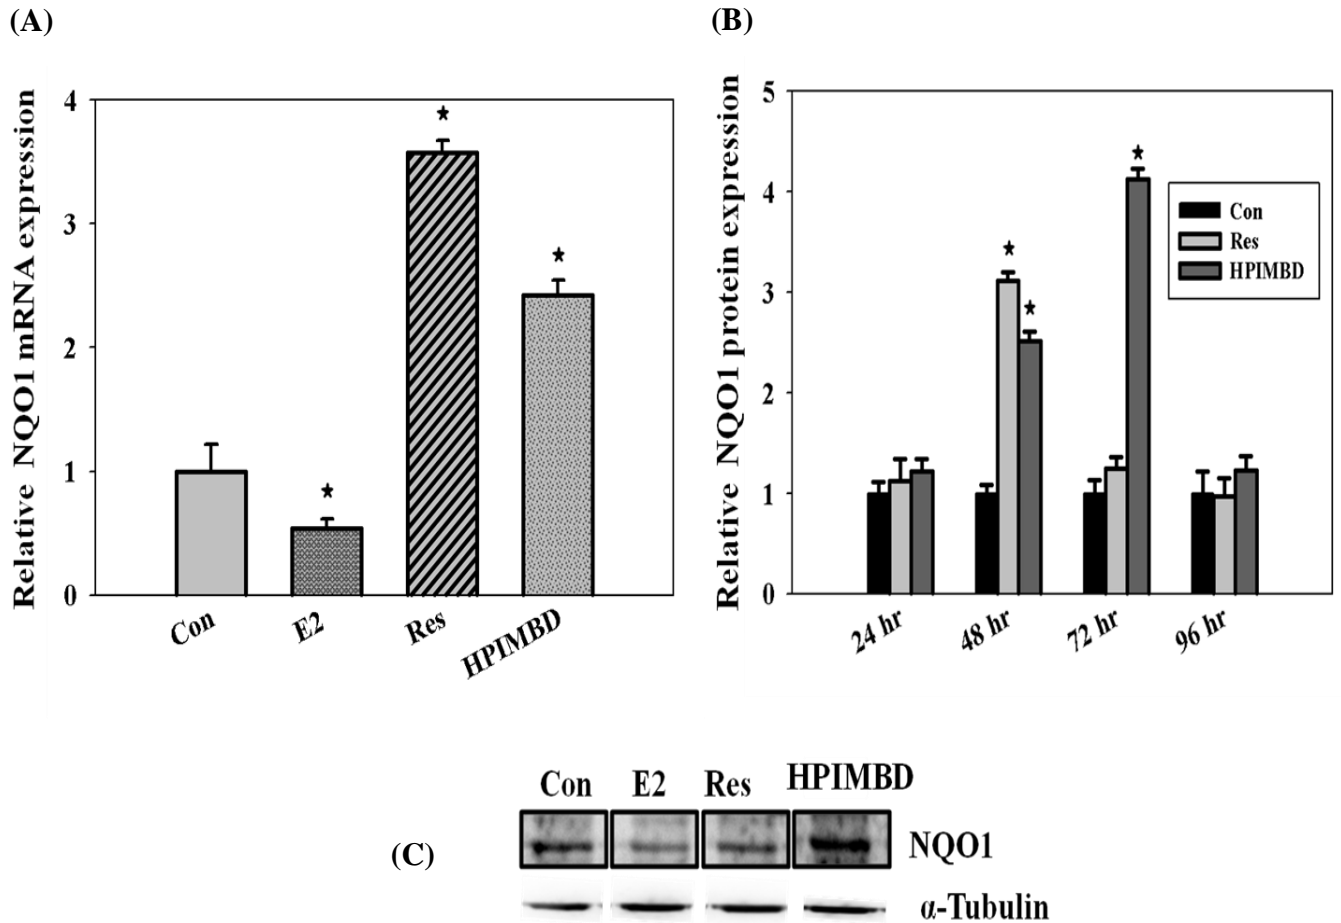 (A)
Relative NQO1 mRNA expression
4
3
2
1
0
Con
E2
Res
HPIMBD
(B)
Relative NQO1 protein expression
5
4
3
2
1
0
24 hr
48 hr
72 hr
96 hr
Con
Res
HPIMBD
(C)
Con E2 Res HPIMBD
NQO1
α-Tubulin